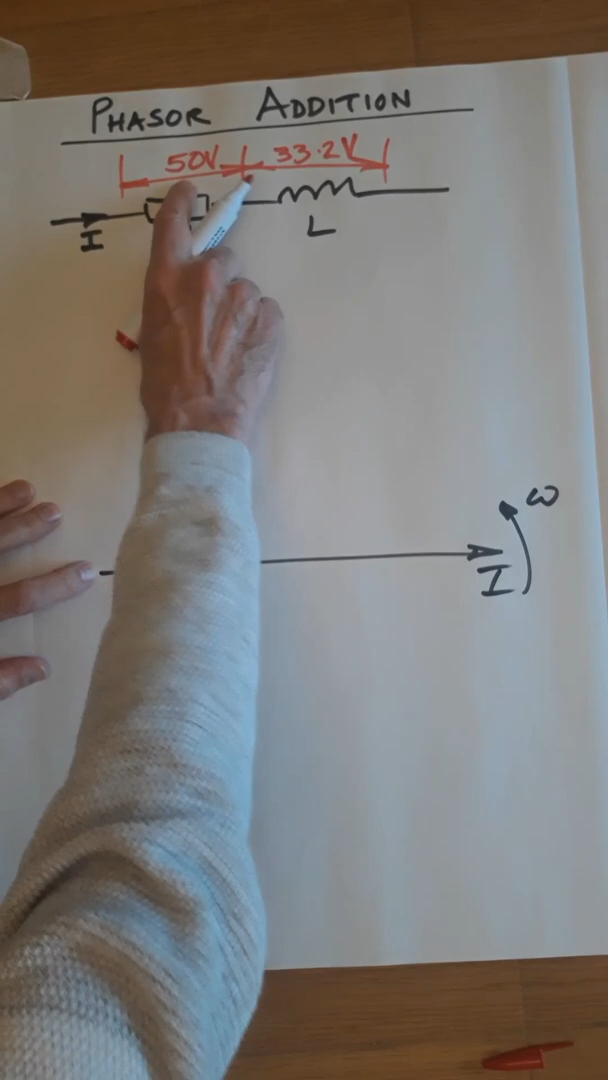 PHASOR ADDITION
50V 33.2V
I L
ω
I